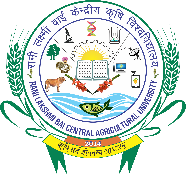 रानी लक्ष्मी बाई केन्द्रीय कृषि विश्वविद्यालय
RANI LAKSHMI BAI CENTRAL AGRICULTURAL UNIVERSITY
2014